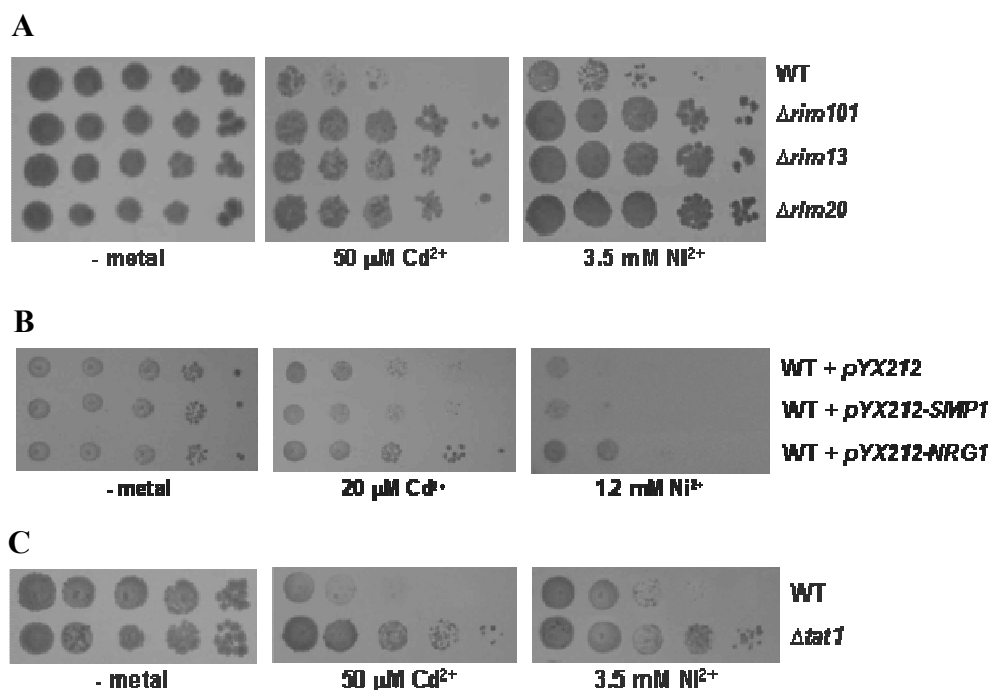 A
WT
Δrim101
Δrim13
Δrim20
- metal
50 μM Cd²⁺
3.5 mM Ni²⁺
B
WT + pYX212
WT + pYX212-SMP1
WT + pYX212-NRG1
- metal
20 μM Cd²⁺
1.2 mM Ni²⁺
C
WT
Δtat1
- metal
50 μM Cd²⁺
3.5 mM Ni²⁺